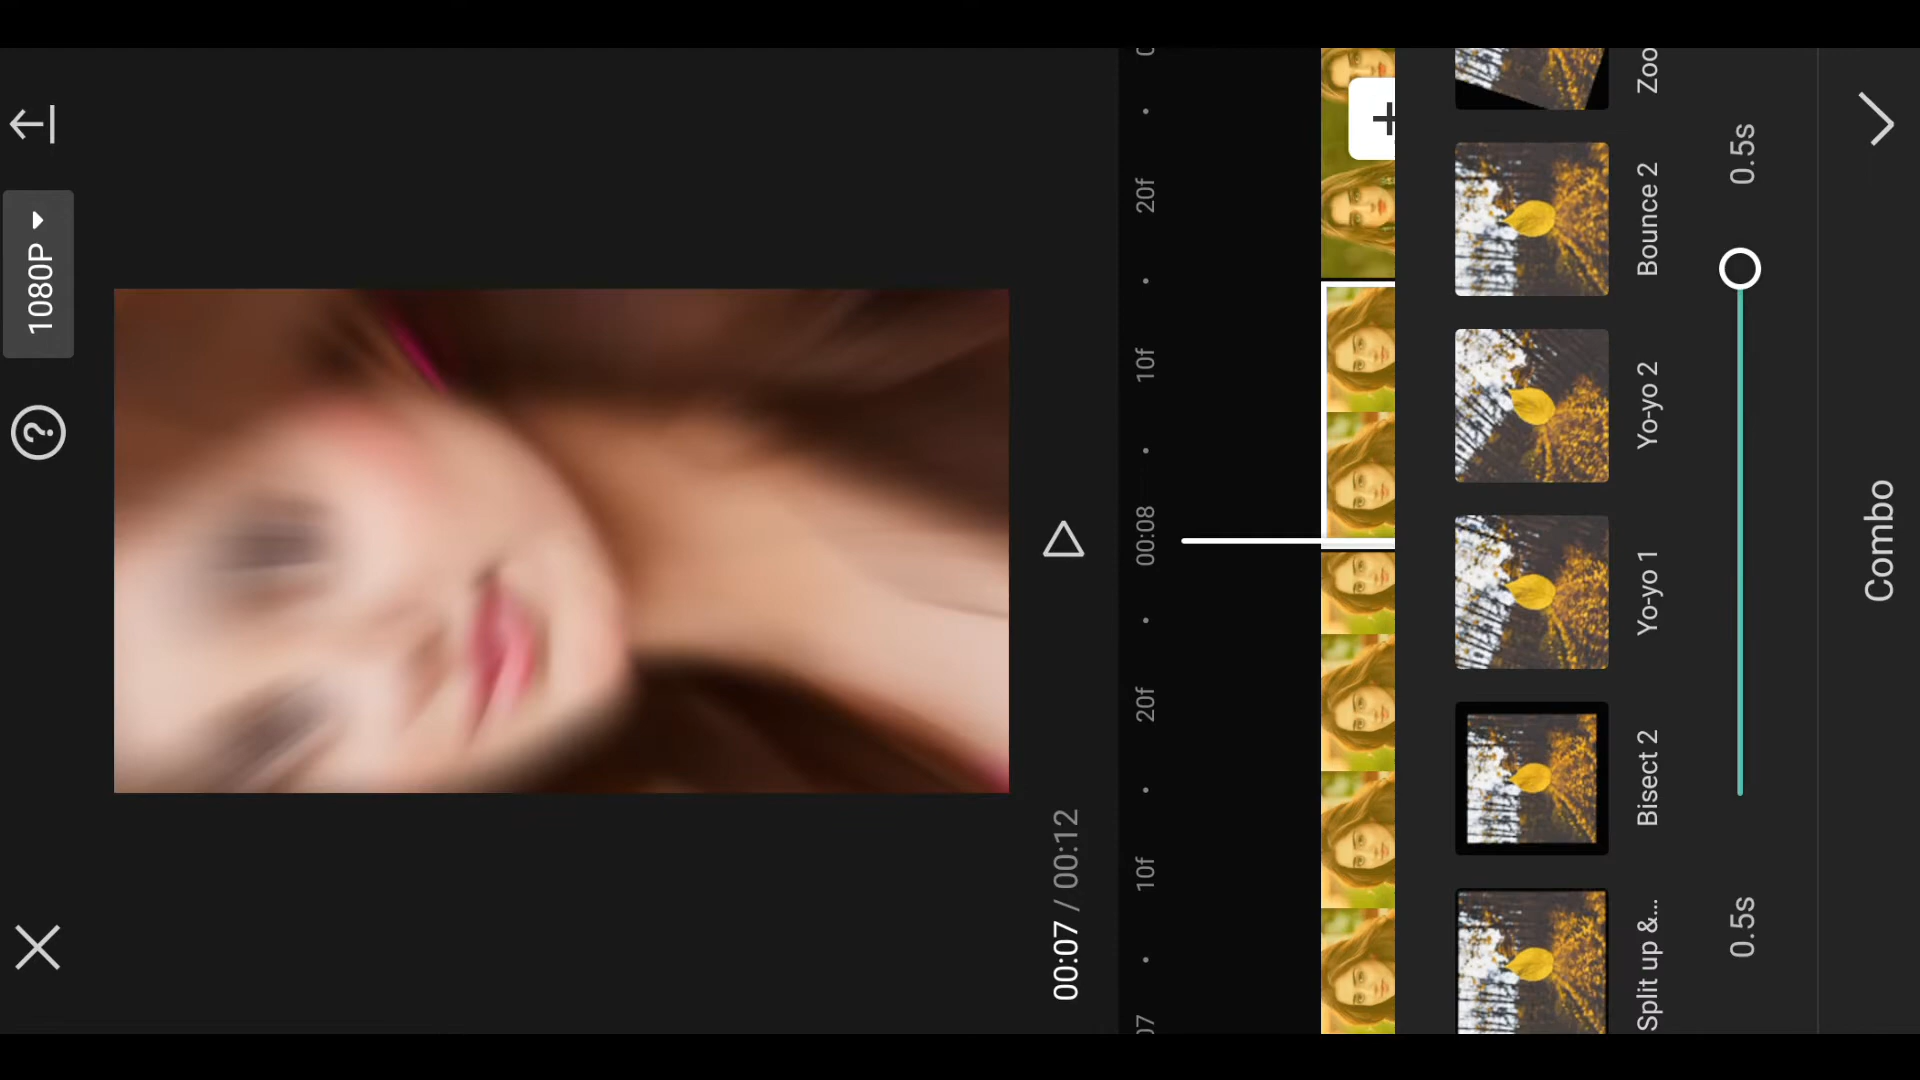 1080P
00:07 / 00:12
10f 20f 00:08 10f 20f
Split up &... Bisect 2 Yo-yo 1 Yo-yo 2 Bounce 2 Zoo
0.5s 0.5s
Combo